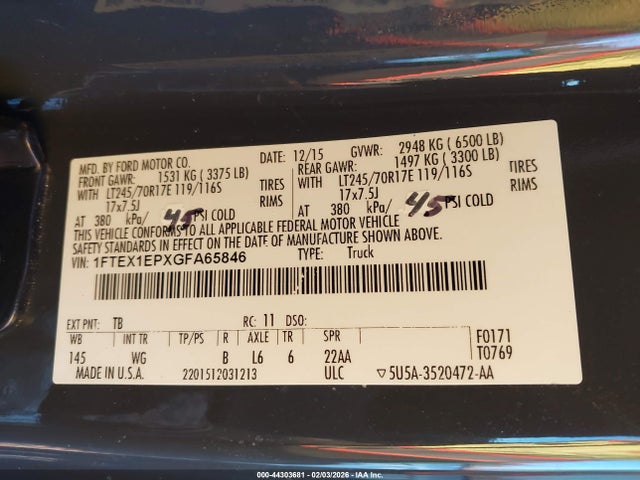 MFD. BY FORD MOTOR CO. DATE: 12/15 GVWR: 2948 KG ( 6500 LB)
FRONT GAWR: 1531 KG ( 3375 LB) REAR GAWR: 1497 KG ( 3300 LB)
WITH LT245/70R17E 119/116S TIRES WITH LT245/70R17E 119/116S TIRES
17x7.5J RIMS 17x7.5J RIMS
AT 380 kPa/ 45 PSI COLD AT 380 kPa/ 45 PSI COLD
THIS VEHICLE CONFORMS TO ALL APPLICABLE FEDERAL MOTOR VEHICLE
SAFETY STANDARDS IN EFFECT ON THE DATE OF MANUFACTURE SHOWN ABOVE.
VIN: 1FTEX1EPXGFA65846 TYPE: Truck
EXT PNT: TB RC: 11 DSO:
WB INT TR TP/PS R AXLE TR SPR F0171
145 WG B L6 6 22AA T0769
MADE IN U.S.A. 2201512031213 ULC ▽5U5A-3520472-AA
000-44303681 - 02/03/2026 - IAA Inc.